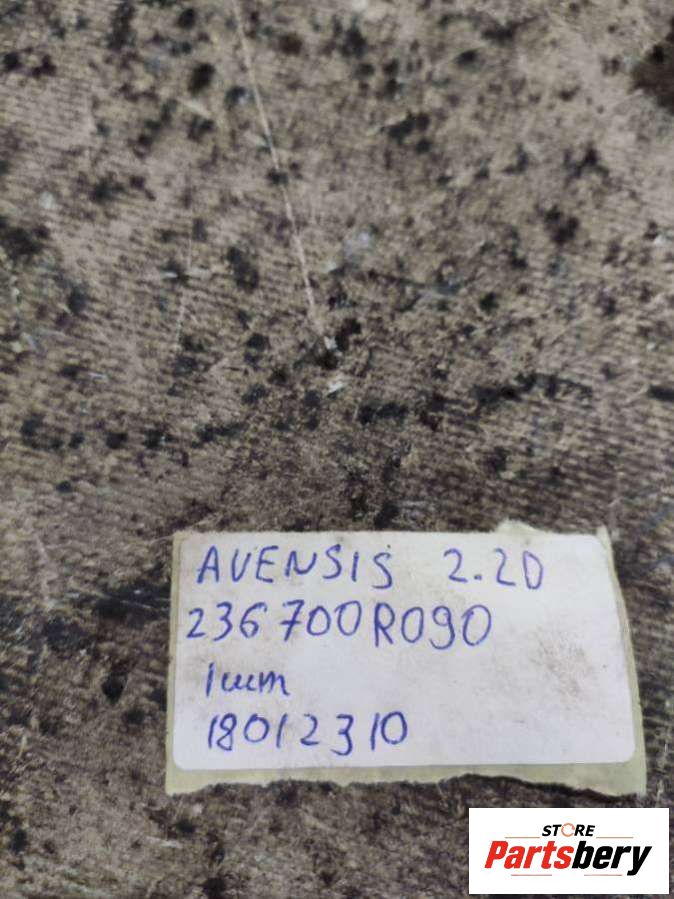 AVENSIS 2.2D
236700R090
1шт
18012310
STORE
Partsbery